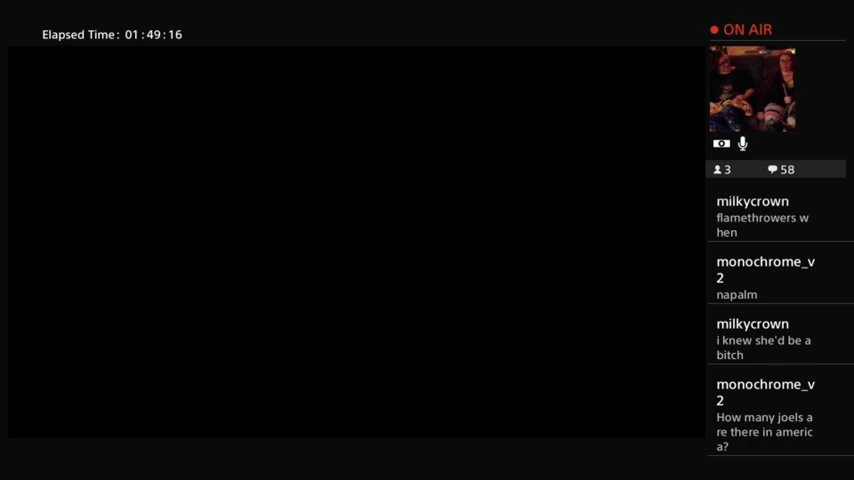 Elapsed Time: 01:49:16
ON AIR
3 58
milkycrown
flamethrowers w
hen
monochrome_v
2
napalm
milkycrown
i knew she'd be a
bitch
monochrome_v
2
How many joels a
re there in americ
a?